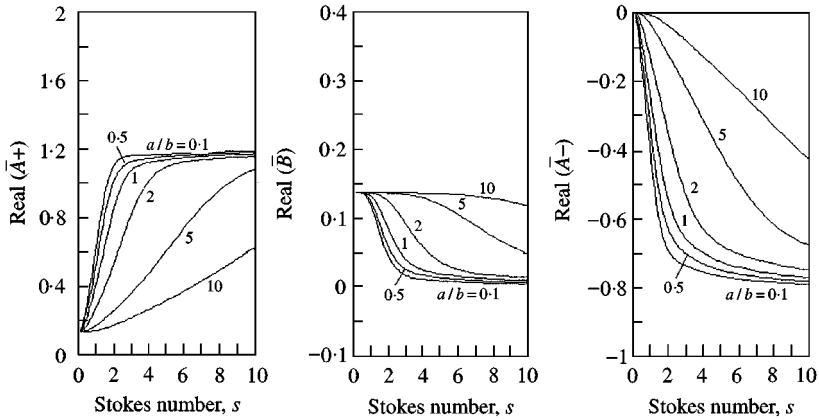 Real (Ā+)
2
1·6
1·2
0·8
0·4
0
0·5
a/b=0·1
1
2
5
10
0 2 4 6 8 10
Stokes number, s
Real (B̄)
0·4
0·3
0·2
0·1
0
−0·1
10
5
2
1
0·5
a/b=0·1
0 2 4 6 8 10
Stokes number, s
Real (Ā−)
0
−0·2
−0·4
−0·6
−0·8
−1
10
5
2
1
0·5
a/b=0·1
0 2 4 6 8 10
Stokes number, s